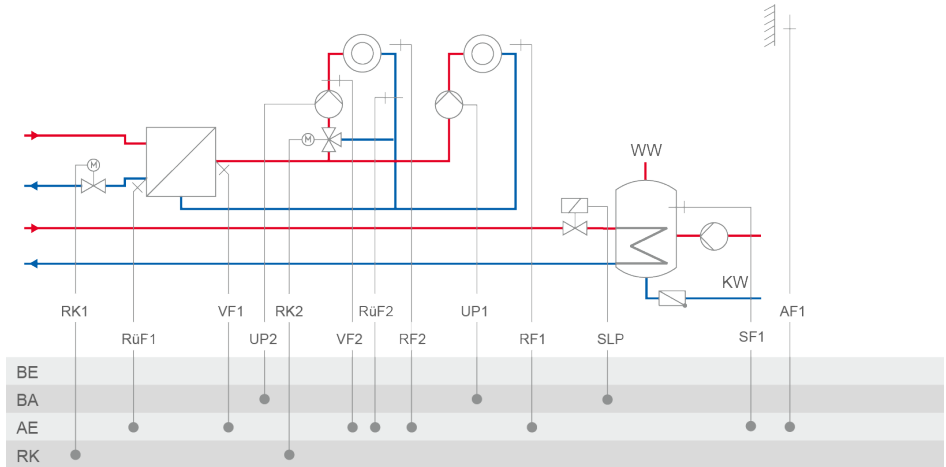 M
WW
M
KW
RK1
VF1
RK2
RüF2
UP1
AF1
RüF1
UP2
VF2
RF2
RF1
SLP
SF1
BE
BA
AE
RK